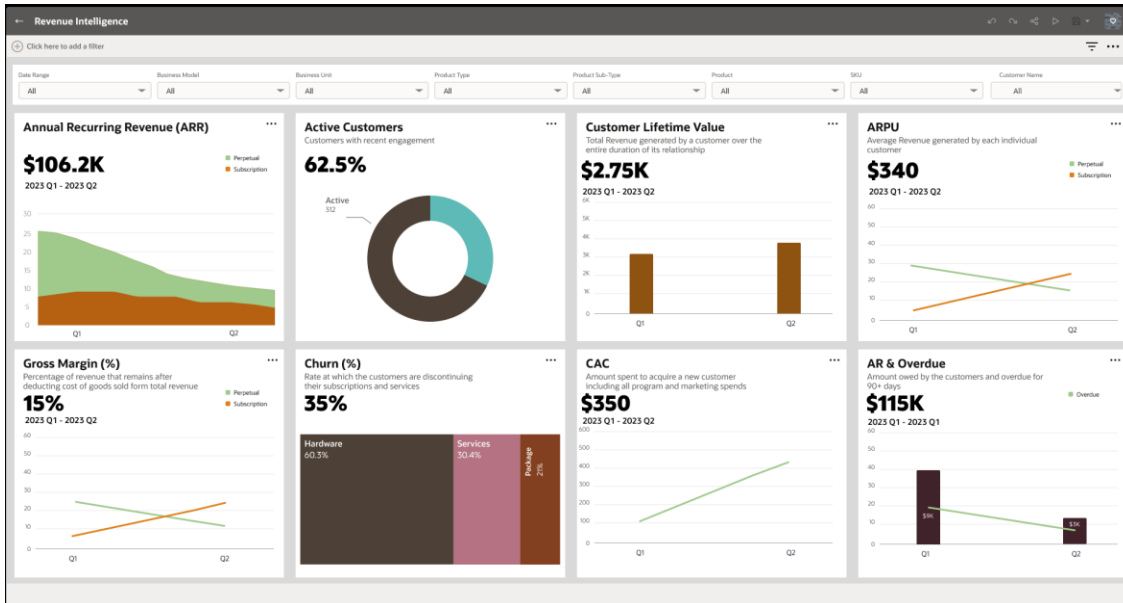 ← Revenue Intelligence
Click here to add a filter
Date Range
All
Business Model
All
Business Unit
All
Product Type
All
Product Sub-Type
All
Product
All
SKU
All
Customer Name
All
Annual Recurring Revenue (ARR)
$106.2K
2023 Q1 - 2023 Q2
Perpetual
Subscription
30
25
20
15
10
5
0
Q1
Q2
Active Customers
Customers with recent engagement
62.5%
Active
312
Customer Lifetime Value
Total Revenue generated by a customer over the
entire duration of its relationship
$2.75K
2023 Q1 - 2023 Q2
6K
5K
4K
3K
2K
1K
0
Q1
Q2
ARPU
Average Revenue generated by each individual
customer
$340
2023 Q1 - 2023 Q2
Perpetual
Subscription
60
50
40
30
20
10
0
Q1
Q2
Gross Margin (%)
Percentage of revenue that remains after
deducting cost of goods sold form total revenue
15%
2023 Q1 - 2023 Q2
Perpetual
Subscription
60
50
40
30
20
10
0
Q1
Q2
Churn (%)
Rate at which the customers are discontinuing
their subscriptions and services
35%
Hardware
60.3%
Services
30.4%
Package
21%
CAC
Amount spent to acquire a new customer
including all program and marketing spends
$350
2023 Q1 - 2023 Q2
600
500
400
300
200
100
0
Q1
Q2
AR & Overdue
Amount owed by the customers and overdue for
90+ days
$115K
2023 Q1 - 2023 Q1
Overdue
60
50
40
30
20
10
0
$9K
$3K
Q1
Q2